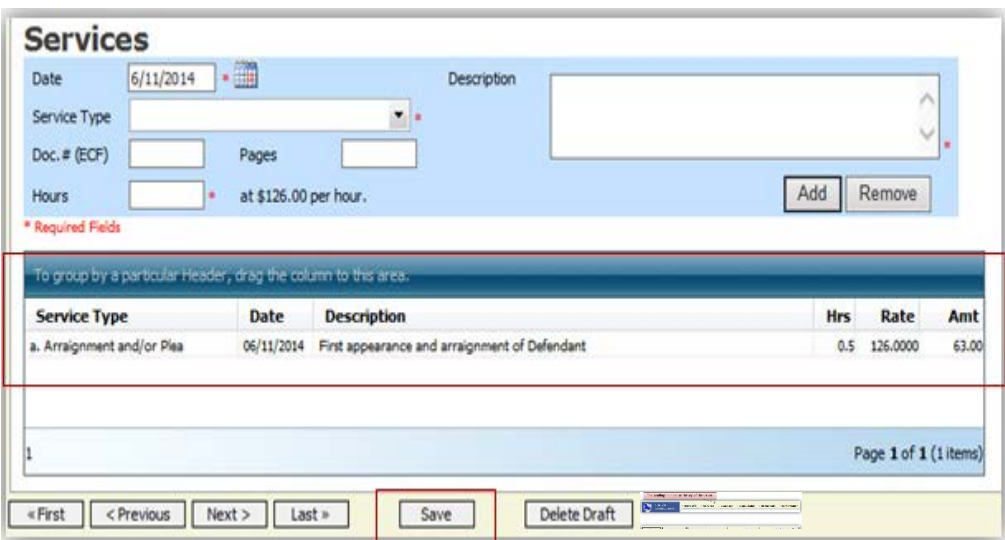 Services
Date 6/11/2014 * Description
Service Type *
Doc. # (ECF) Pages *
Hours * at $126.00 per hour. Add Remove
* Required Fields
To group by a particular Header, drag the column to this area.
Service Type Date Description Hrs Rate Amt
a. Arraignment and/or Plea 06/11/2014 First appearance and arraignment of Defendant 0.5 126.0000 63.00
1 Page 1 of 1 (1 items)
« First < Previous Next > Last » Save Delete Draft